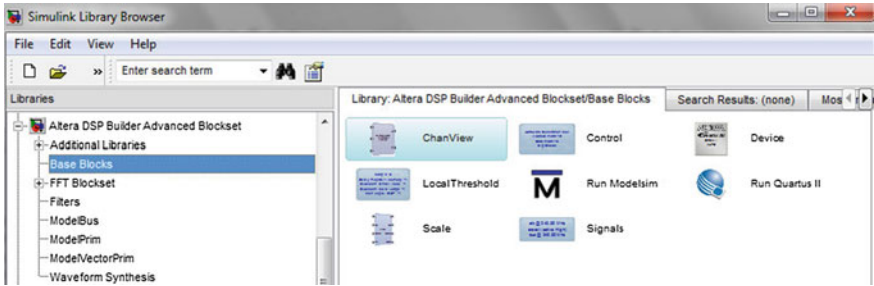 Simulink Library Browser
File Edit View Help
» Enter search term
Libraries
Library: Altera DSP Builder Advanced Blockset/Base Blocks
Search Results: (none)
Mos
Altera DSP Builder Advanced Blockset
Additional Libraries
Base Blocks
FFT Blockset
Filters
ModelBus
ModelPrim
ModelVectorPrim
Waveform Synthesis
ChanView
Control
Device
LocalThreshold
M
Run Modelsim
Run Quartus II
Scale
Signals